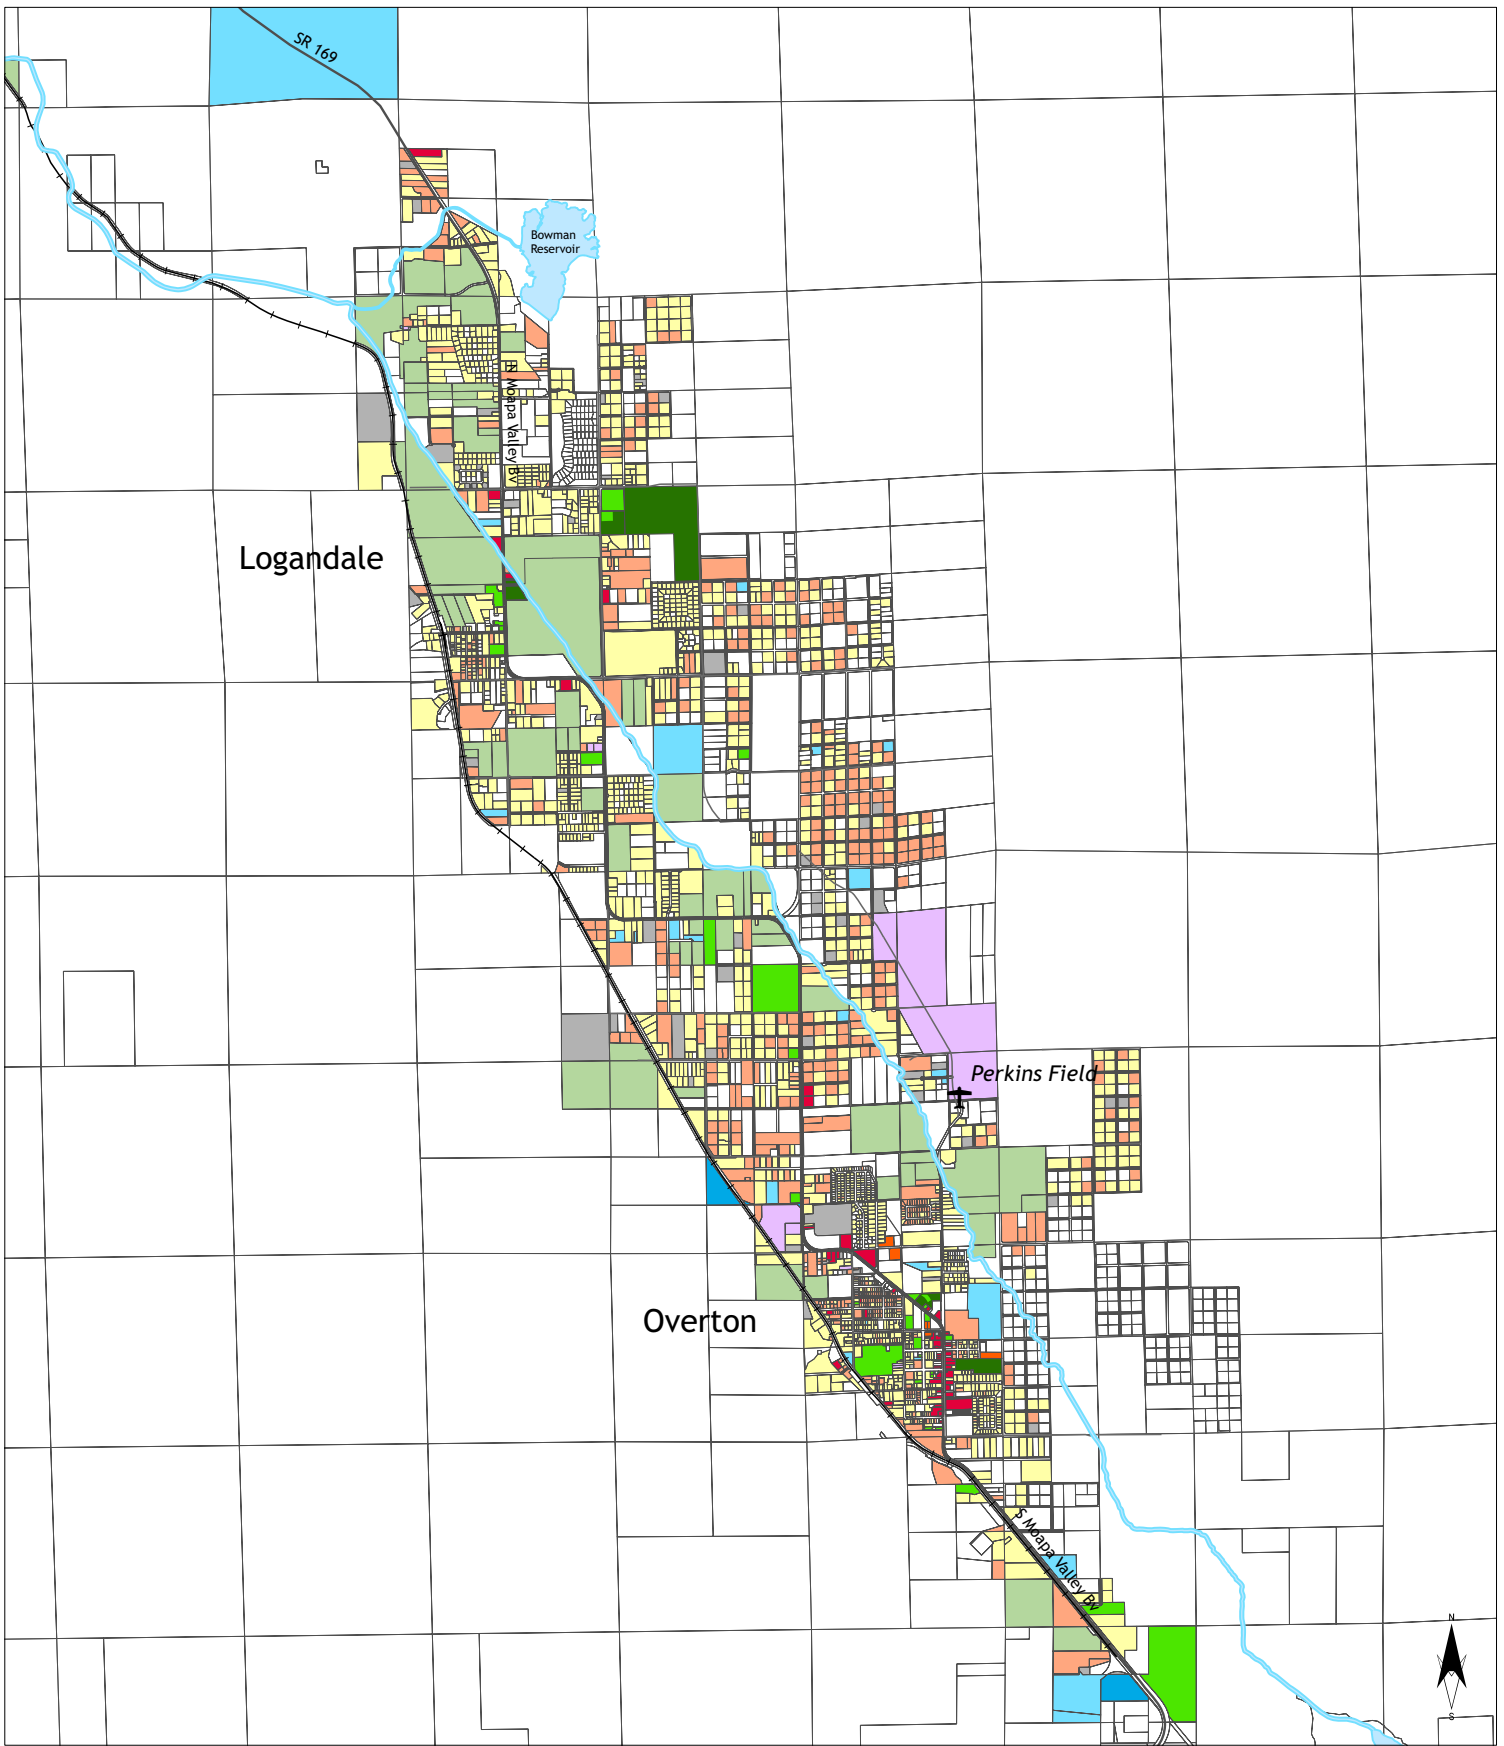 SR 169
Bowman
Reservoir
N Moapa Valley Bv
Logandale
Perkins Field
Overton
S Moapa Valley Bv
N
S